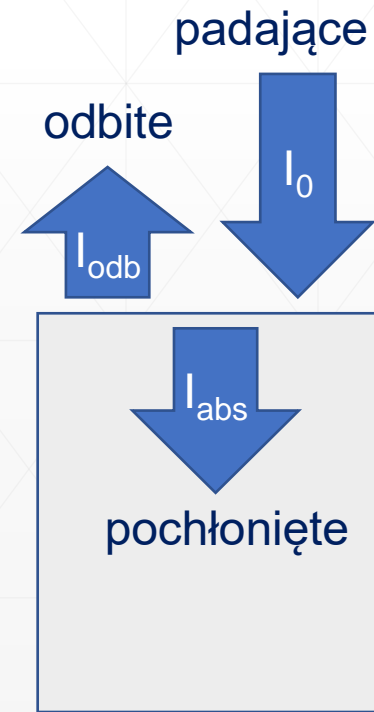 padające
odbite
I₀
Iodb
Iabs
pochłonięte